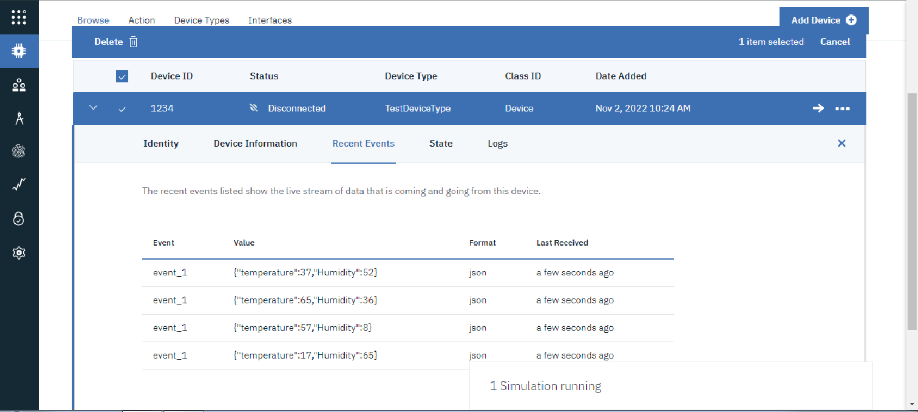 Browse Action Device Types Interfaces
Add Device
Delete 1 item selected Cancel
Device ID Status Device Type Class ID Date Added
1234 Disconnected TestDeviceType Device Nov 2, 2022 10:24 AM
Identity Device Information Recent Events State Logs
The recent events listed show the live stream of data that is coming and going from this device.
Event Value Format Last Received
event_1 {"temperature":37,"Humidity":52} json a few seconds ago
event_1 {"temperature":65,"Humidity":36} json a few seconds ago
event_1 {"temperature":57,"Humidity":8} json a few seconds ago
event_1 {"temperature":17,"Humidity":65} json a few seconds ago
1 Simulation running